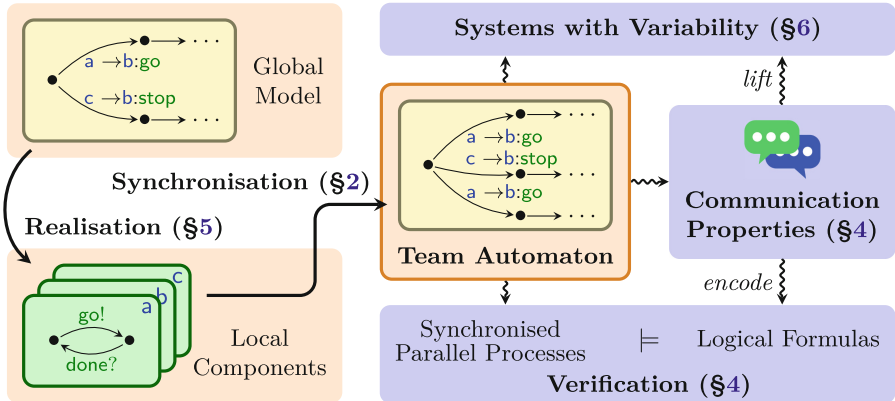 a →b:go
c →b:stop
· · ·
· · ·
Global
Model
Realisation (§5)
Synchronisation (§2)
c
b
a
go!
done?
Local
Components
Systems with Variability (§6)
a →b:go
c →b:stop
a →b:go
· · ·
· · ·
· · ·
Team Automaton
lift
Communication
Properties (§4)
encode
Synchronised
Parallel Processes
⊨
Logical Formulas
Verification (§4)